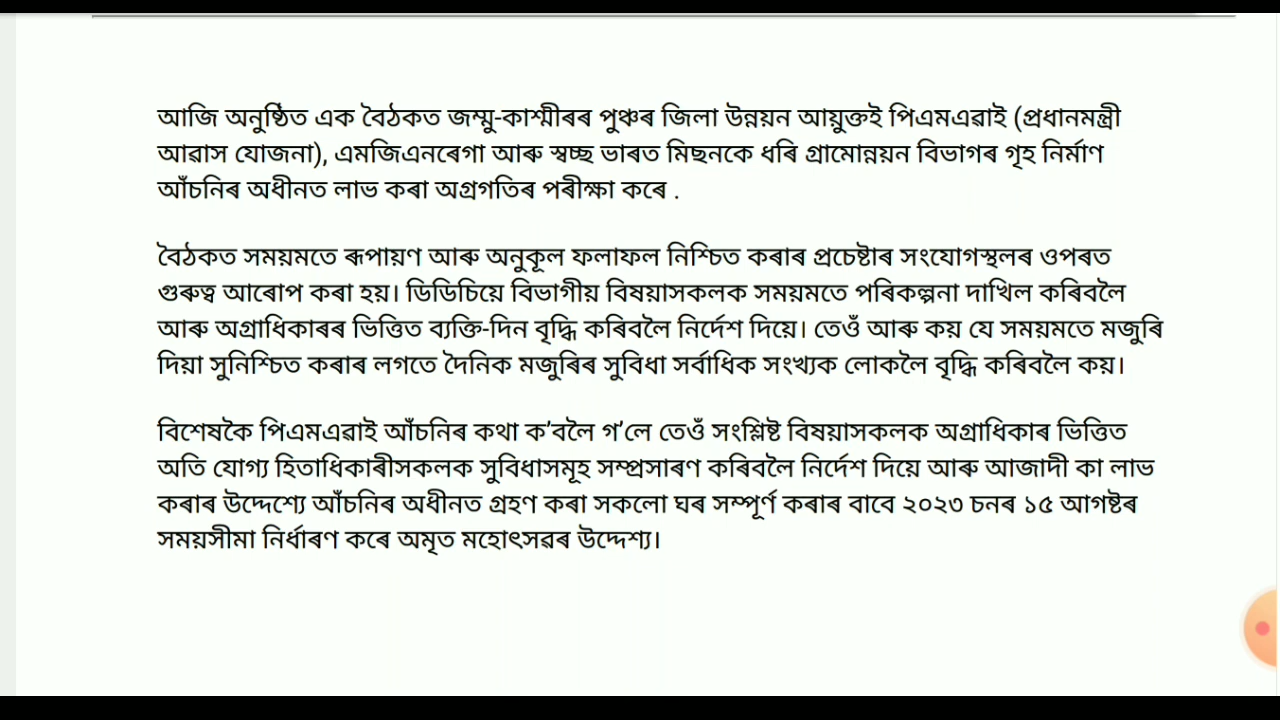 আজি অনুষ্ঠিত এক বৈঠকত জম্মু-কাশ্মীৰৰ পুঞ্চৰ জিলা উন্নয়ন আয়ুক্তই পিএমএৱাই (প্ৰধানমন্ত্ৰী
আৱাস যোজনা), এমজিএনৰেগা আৰু স্বচ্ছ ভাৰত মিছনকে ধৰি গ্ৰামোন্নয়ন বিভাগৰ গৃহ নিৰ্মাণ
আঁচনিৰ অধীনত লাভ কৰা অগ্ৰগতিৰ পৰীক্ষা কৰে .
বৈঠকত সময়মতে ৰূপায়ণ আৰু অনুকূল ফলাফল নিশ্চিত কৰাৰ প্ৰচেষ্টাৰ সংযোগস্থলৰ ওপৰত
গুৰুত্ব আৰোপ কৰা হয়। ডিডিচিয়ে বিভাগীয় বিষয়াসকলক সময়মতে পৰিকল্পনা দাখিল কৰিবলৈ
আৰু অগ্ৰাধিকাৰৰ ভিত্তিত ব্যক্তি-দিন বৃদ্ধি কৰিবলৈ নিৰ্দেশ দিয়ে। তেওঁ আৰু কয় যে সময়মতে মজুৰি
দিয়া সুনিশ্চিত কৰাৰ লগতে দৈনিক মজুৰিৰ সুবিধা সৰ্বাধিক সংখ্যক লোকলৈ বৃদ্ধি কৰিবলৈ কয়।
বিশেষকৈ পিএমএৱাই আঁচনিৰ কথা ক’বলৈ গ’লে তেওঁ সংশ্লিষ্ট বিষয়াসকলক অগ্ৰাধিকাৰ ভিত্তিত
অতি যোগ্য হিতাধিকাৰীসকলক সুবিধাসমূহ সম্প্ৰসাৰণ কৰিবলৈ নিৰ্দেশ দিয়ে আৰু আজাদী কা লাভ
কৰাৰ উদ্দেশ্যে আঁচনিৰ অধীনত গ্ৰহণ কৰা সকলো ঘৰ সম্পূৰ্ণ কৰাৰ বাবে ২০২৩ চনৰ ১৫ আগষ্টৰ
সময়সীমা নিৰ্ধাৰণ কৰে অমৃত মহোৎসৱৰ উদ্দেশ্য।